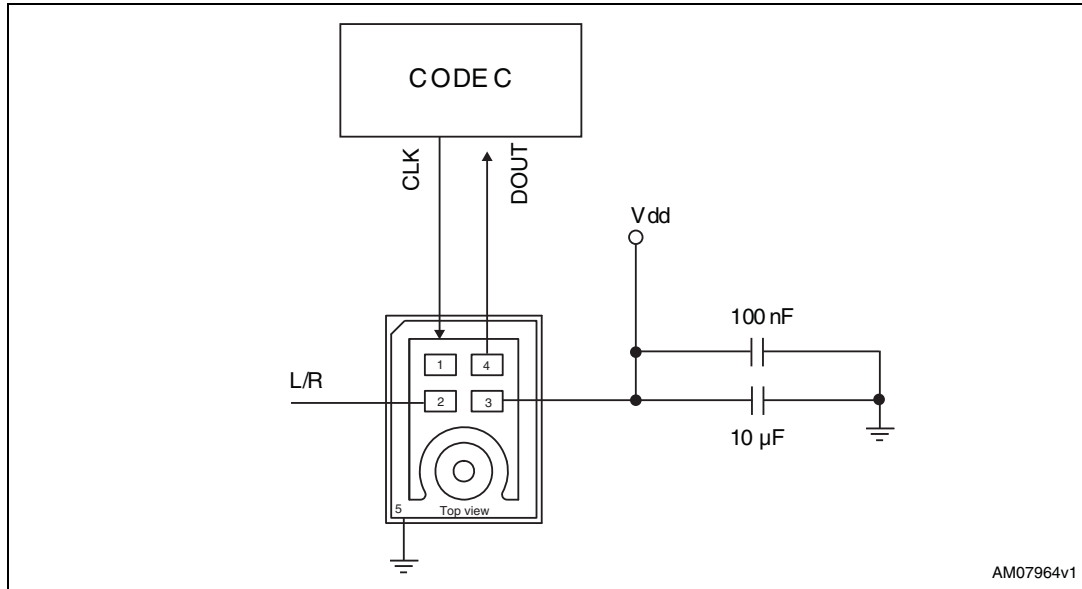 CODEC
CLK
DOUT
Vdd
100 nF
10 µF
L/R
1
4
2
3
5
Top view
AM07964v1